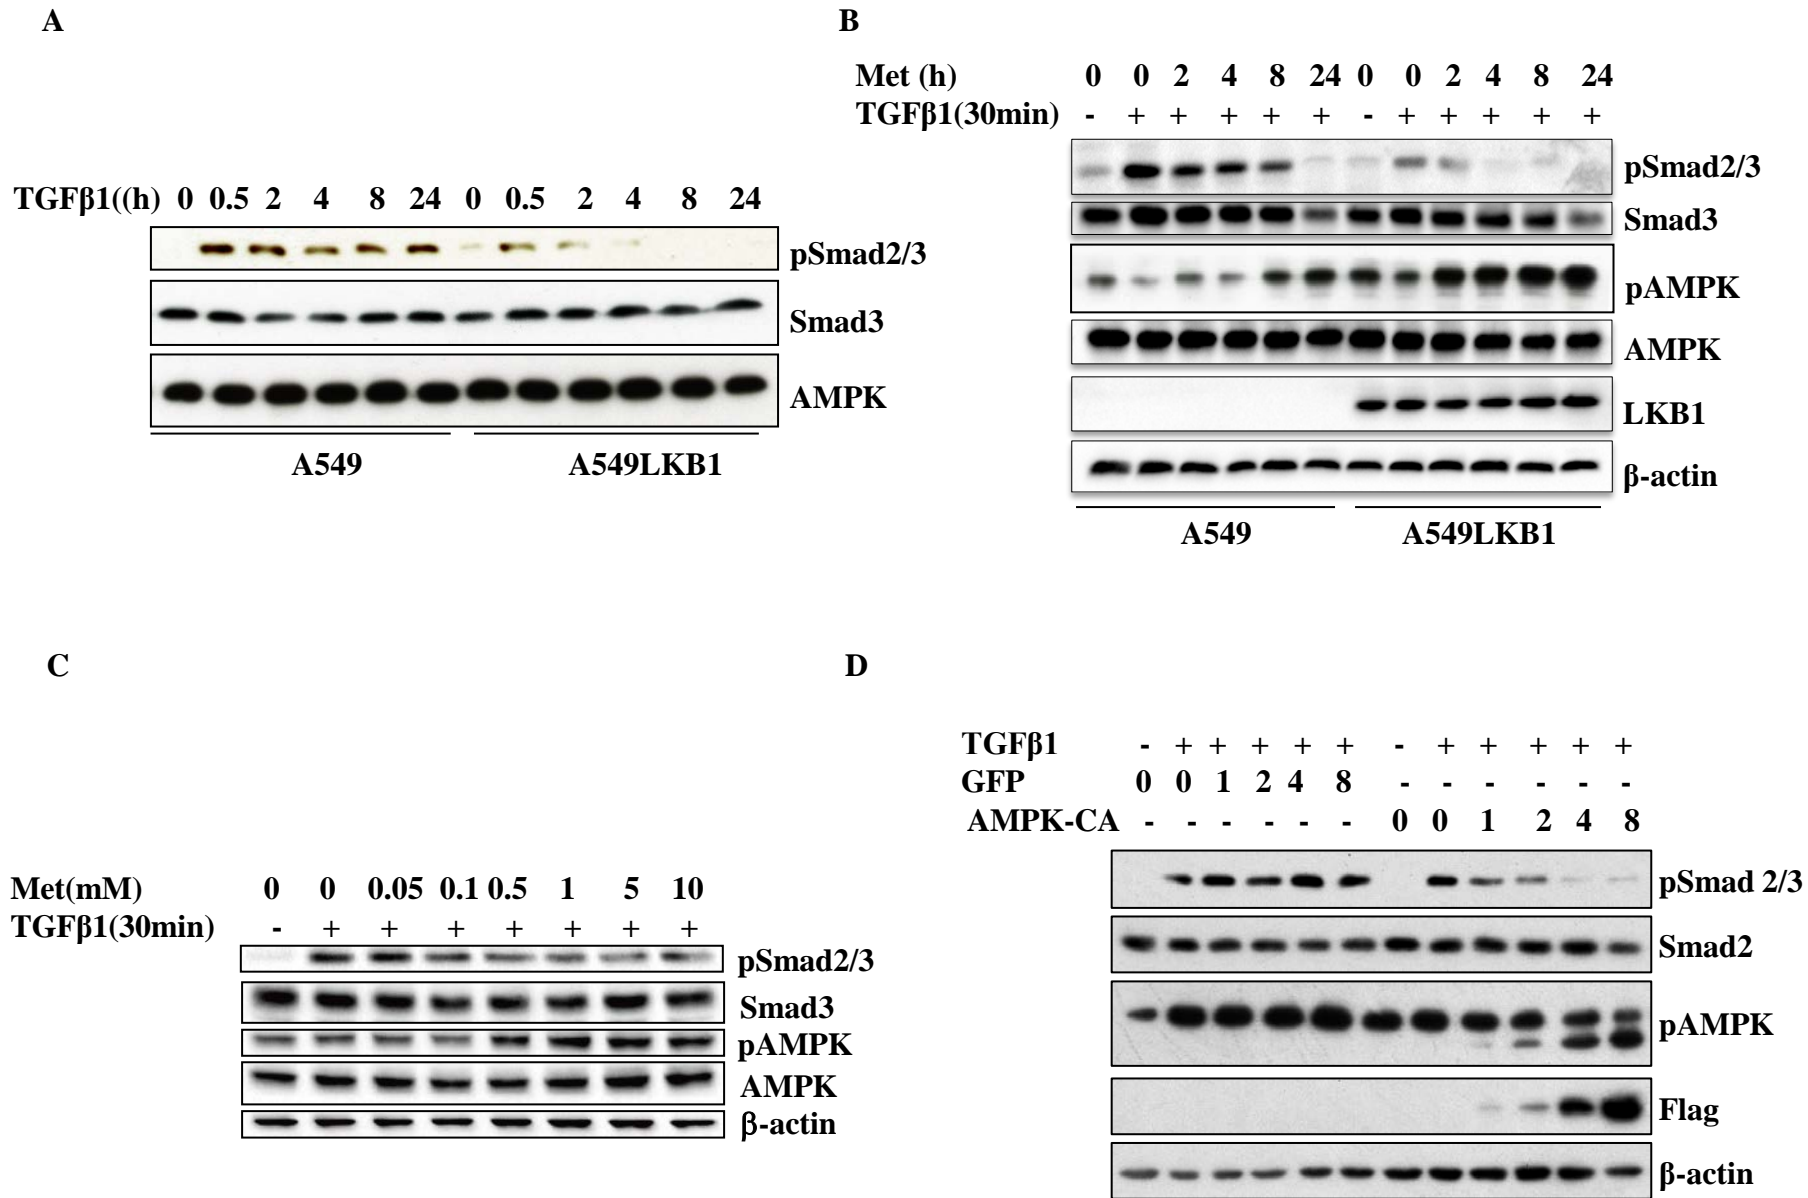 A
TGFβ1((h) 0 0.5 2 4 8 24 0 0.5 2 4 8 24
pSmad2/3
Smad3
AMPK
A549 A549LKB1
B
Met (h) 0 0 2 4 8 24 0 0 2 4 8 24
TGFβ1(30min) - + + + + + - + + + + +
pSmad2/3
Smad3
pAMPK
AMPK
LKB1
β-actin
A549 A549LKB1
C
Met(mM) 0 0 0.05 0.1 0.5 1 5 10
TGFβ1(30min) - + + + + + + +
pSmad2/3
Smad3
pAMPK
AMPK
β-actin
D
TGFβ1 - + + + + + - + + + + +
GFP 0 0 1 2 4 8 - - - - - -
AMPK-CA - - - - - - 0 0 1 2 4 8
pSmad 2/3
Smad2
pAMPK
Flag
β-actin